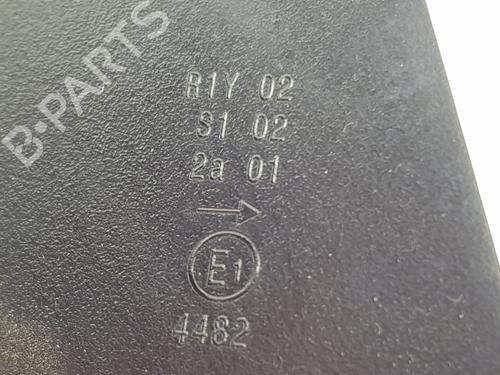 B-PARTS
R1Y 02
S1 02
2a 01
→
E1
4482